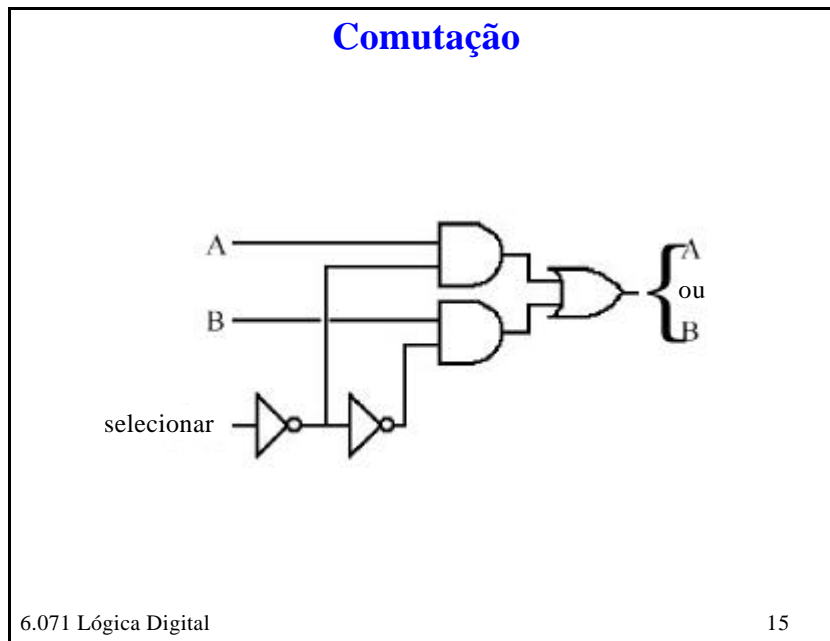 Comutação
A
B
selecionar
A
ou
B
6.071 Lógica Digital
15